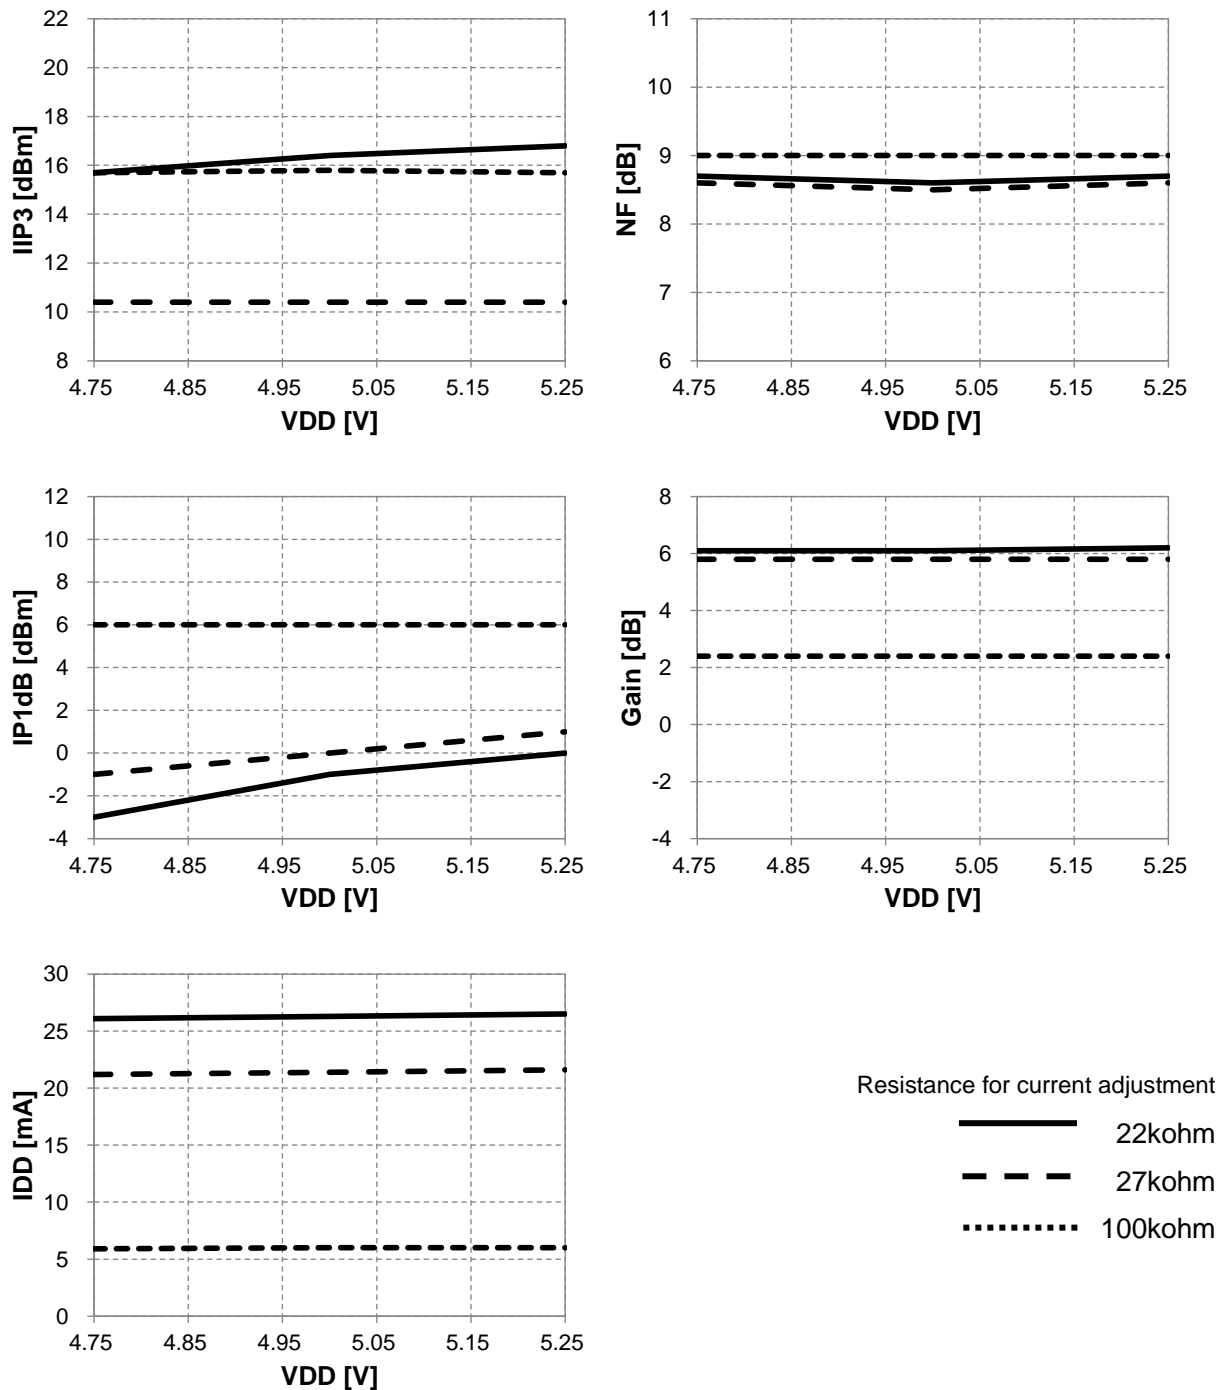 22
20
18
16
14
12
10
8
IIP3 [dBm]
4.75 4.85 4.95 5.05 5.15 5.25
VDD [V]
11
10
9
8
7
6
NF [dB]
4.75 4.85 4.95 5.05 5.15 5.25
VDD [V]
12
10
8
6
4
2
0
-2
-4
IP1dB [dBm]
4.75 4.85 4.95 5.05 5.15 5.25
VDD [V]
8
6
4
2
0
-2
-4
Gain [dB]
4.75 4.85 4.95 5.05 5.15 5.25
VDD [V]
30
25
20
15
10
5
0
IDD [mA]
4.75 4.85 4.95 5.05 5.15 5.25
VDD [V]
Resistance for current adjustment
22kohm
27kohm
100kohm